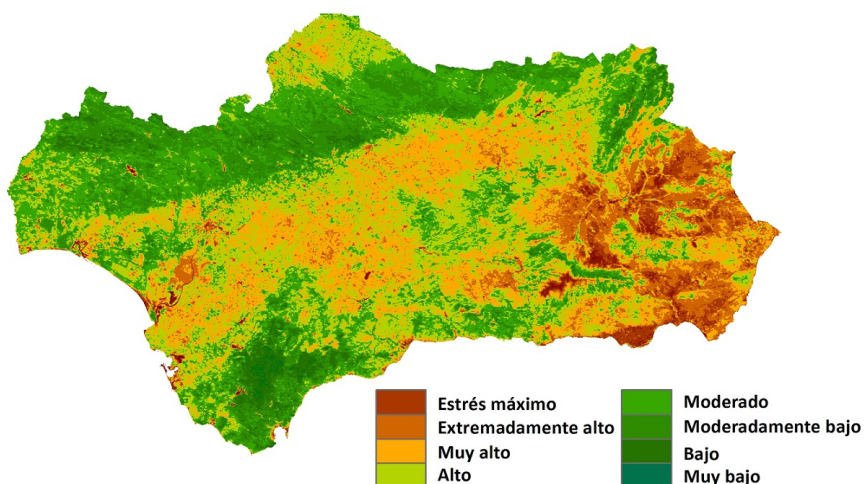 Estrés máximo
Extremadamente alto
Muy alto
Alto
Moderado
Moderadamente bajo
Bajo
Muy bajo